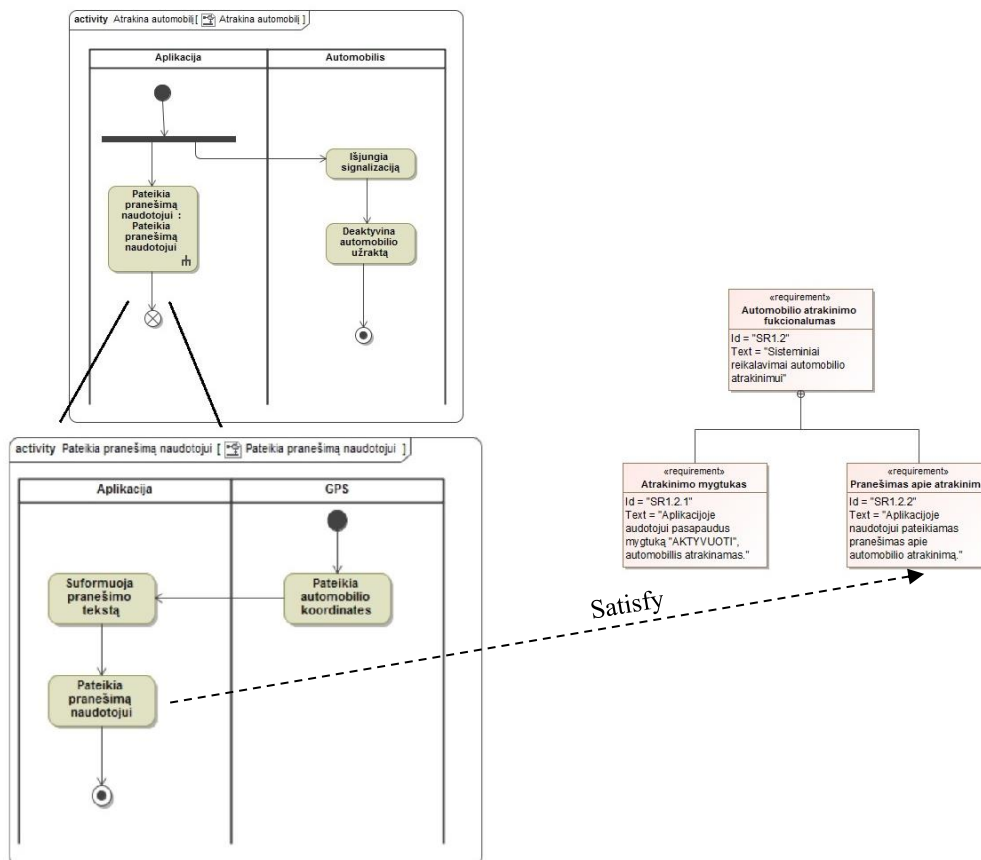 activity Atrakina automobilį[ Atrakina automobilį ]
Aplikacija
Automobilis
Išjungia
signalizaciją
Pateikia
pranešimą
naudotojui :
Pateikia
pranešimą
naudotojui
Deaktyvina
automobilio
užraktą
activity Pateikia pranešimą naudotojui [ Pateikia pranešimą naudotojui ]
Aplikacija
GPS
Suformuoja
pranešimo
tekstą
Pateikia
automobilio
koordinates
Pateikia
pranešimą
naudotojui
«requirement»
Automobilio atrakinimo
fukcionalumas
Id = "SR1.2"
Text = "Sisteminiai
reikalavimai automobilio
atrakinimui"
«requirement»
Atrakinimo mygtukas
Id = "SR1.2.1"
Text = "Aplikacijoje
audotojui pasapaudus
mygtuką "AKTYVUOTI",
automobillis atrakinamas."
«requirement»
Pranešimas apie atrakinim
Id = "SR1.2.2"
Text = "Aplikacijoje
naudotojui pateikiamas
pranešimas apie
automobilio atrakinimą."
Satisfy